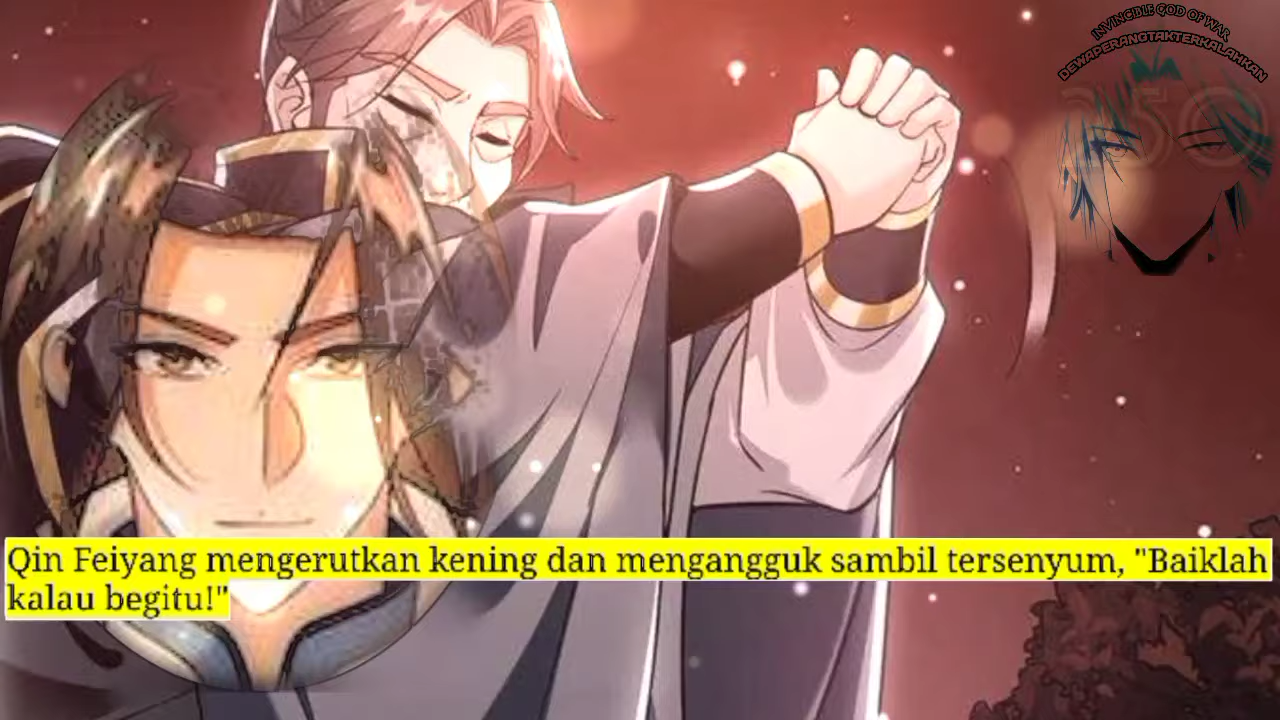 INVINCIBLE GOD OF WAR
DEWAPERANGTAKTERKALAHKAN
Qin Feiyang mengerutkan kening dan mengangguk sambil tersenyum, "Baiklah
kalau begitu!"